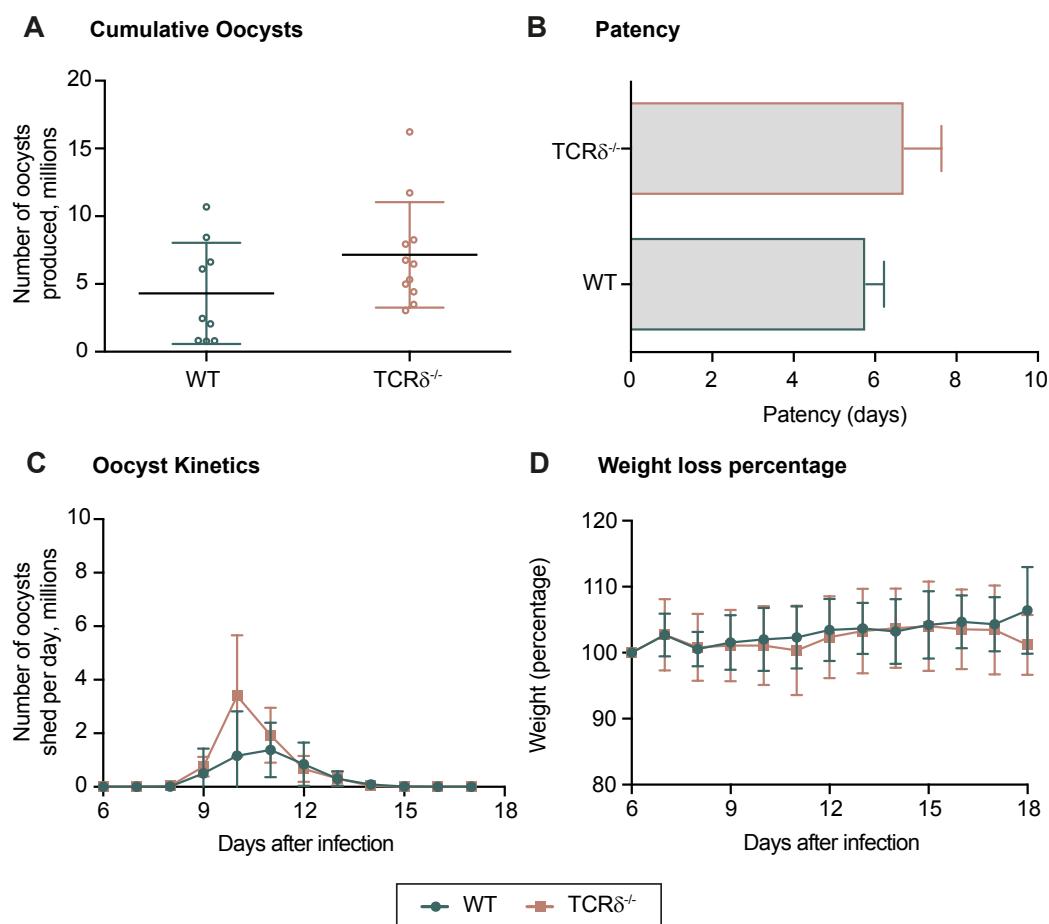 A Cumulative Oocysts
Number of oocysts
produced, millions
20
15
10
5
0
WT TCRδ-/-
B Patency
TCRδ-/-
WT
0 2 4 6 8 10
Patency (days)
C Oocyst Kinetics
Number of oocysts
shed per day, millions
10
8
6
4
2
0
6 9 12 15 18
Days after infection
D Weight loss percentage
Weight (percentage)
120
110
100
90
80
6 9 12 15 18
Days after infection
WT TCRδ-/-